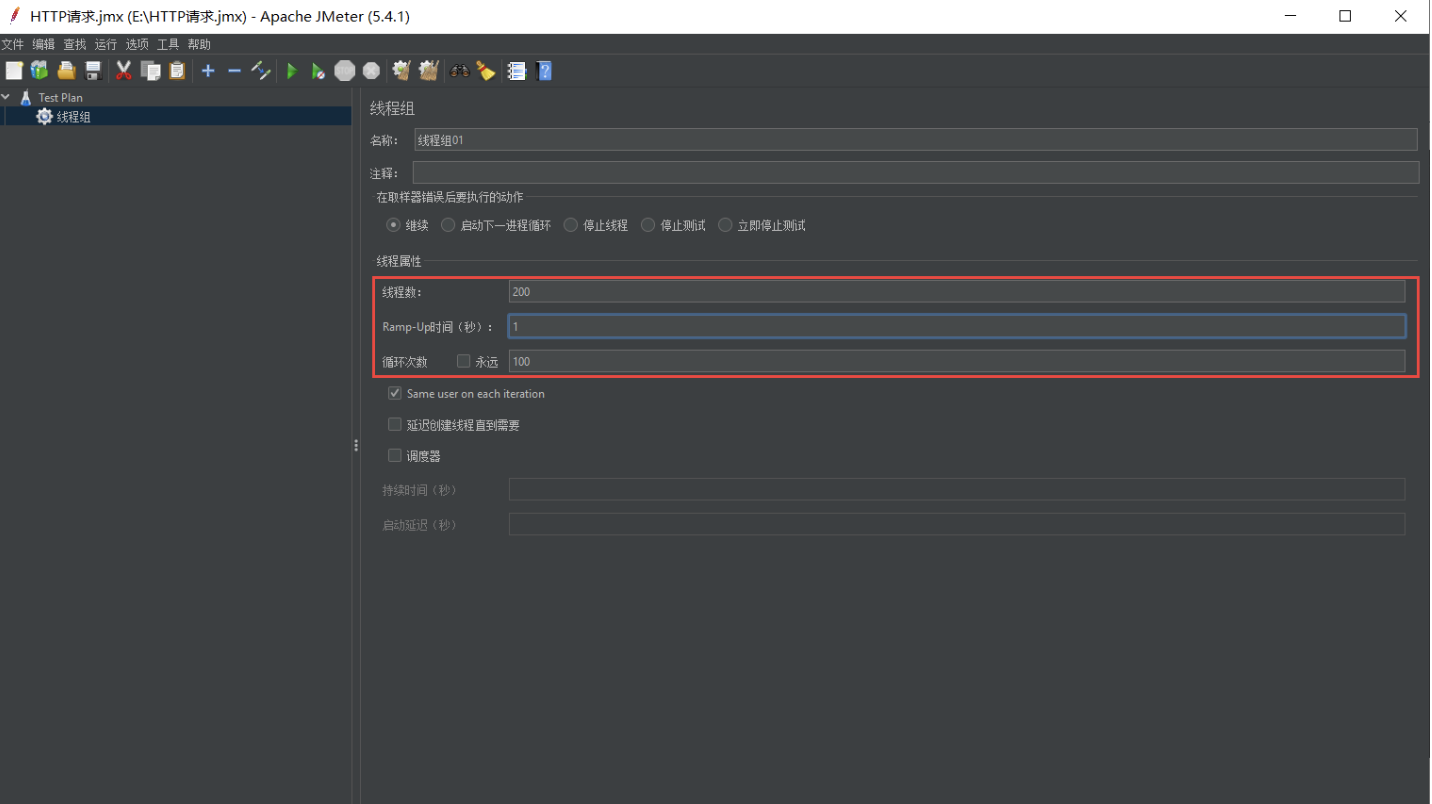 HTTP请求.jmx (E:\HTTP请求.jmx) - Apache JMeter (5.4.1)
文件 编辑 查找 运行 选项 工具 帮助
Test Plan
线程组
线程组
名称: 线程组01
注释:
在取样器错误后要执行的动作
继续 启动下一进程循环 停止线程 停止测试 立即停止测试
线程属性
线程数: 200
Ramp-Up时间（秒）: 1
循环次数 永远 100
Same user on each iteration
延迟创建线程直到需要
调度器
持续时间（秒）
启动延迟（秒）